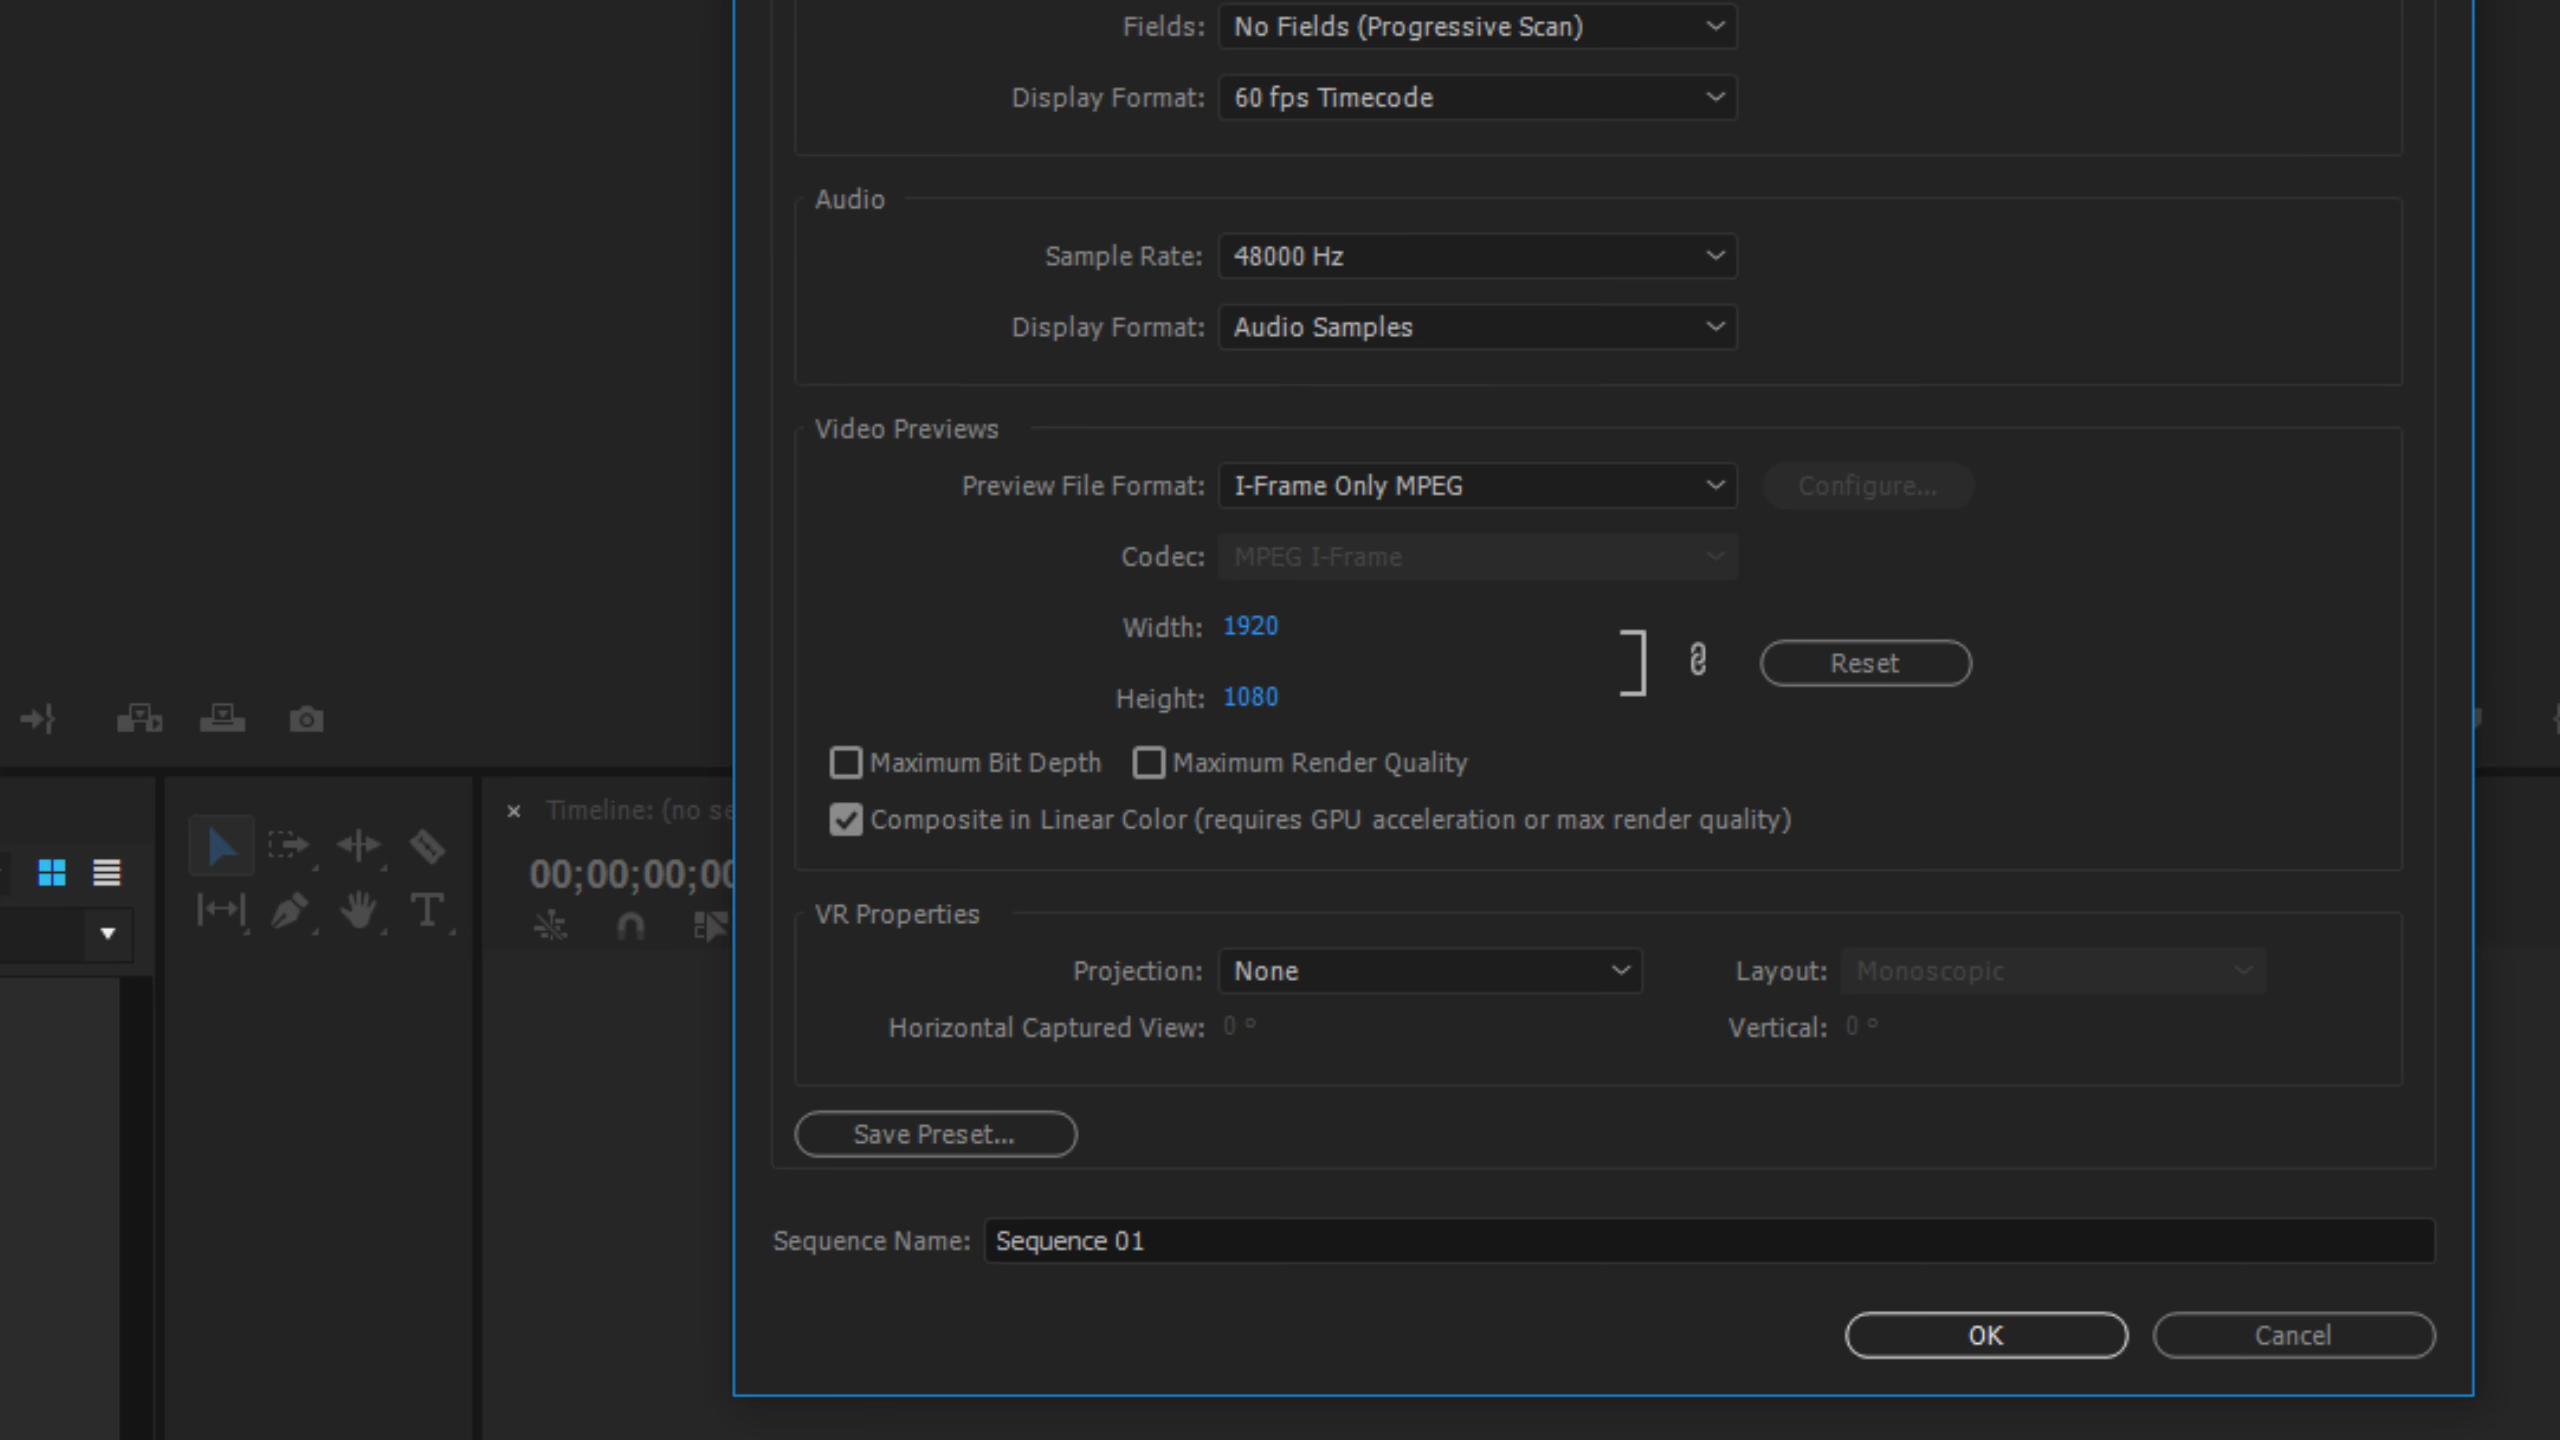 Fields: No Fields (Progressive Scan)
Display Format: 60 fps Timecode
Audio
Sample Rate: 48000 Hz
Display Format: Audio Samples
Video Previews
Preview File Format: I-Frame Only MPEG Configure...
Codec: MPEG I-Frame
Width: 1920
Height: 1080
Reset
Maximum Bit Depth Maximum Render Quality
Composite in Linear Color (requires GPU acceleration or max render quality)
VR Properties
Projection: None Layout: Monoscopic
Horizontal Captured View: 0 ° Vertical: 0 °
Save Preset...
Sequence Name: Sequence 01
OK Cancel
Timeline: (no se
00;00;00;00